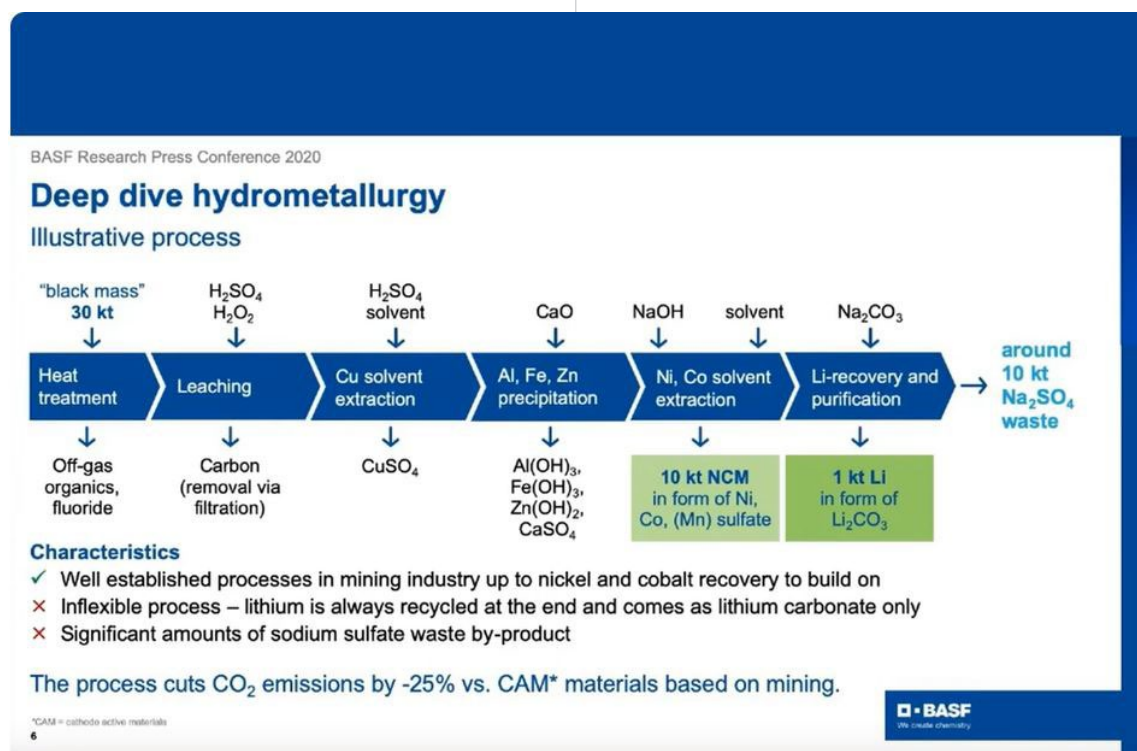 BASF Research Press Conference 2020
Deep dive hydrometallurgy
Illustrative process
"black mass"
30 kt
H₂SO₄
H₂O₂
H₂SO₄
solvent
CaO
NaOH
solvent
Na₂CO₃
Heat
treatment
Leaching
Cu solvent
extraction
Al, Fe, Zn
precipitation
Ni, Co solvent
extraction
Li-recovery and
purification
around
10 kt
Na₂SO₄
waste
Off-gas
organics,
fluoride
Carbon
(removal via
filtration)
CuSO₄
Al(OH)₃,
Fe(OH)₃,
Zn(OH)₂,
CaSO₄
10 kt NCM
in form of Ni,
Co, (Mn) sulfate
1 kt Li
in form of
Li₂CO₃
Characteristics
✓ Well established processes in mining industry up to nickel and cobalt recovery to build on
× Inflexible process – lithium is always recycled at the end and comes as lithium carbonate only
× Significant amounts of sodium sulfate waste by-product
The process cuts CO₂ emissions by -25% vs. CAM* materials based on mining.
*CAM = cathode active materials
6
BASF
We create chemistry